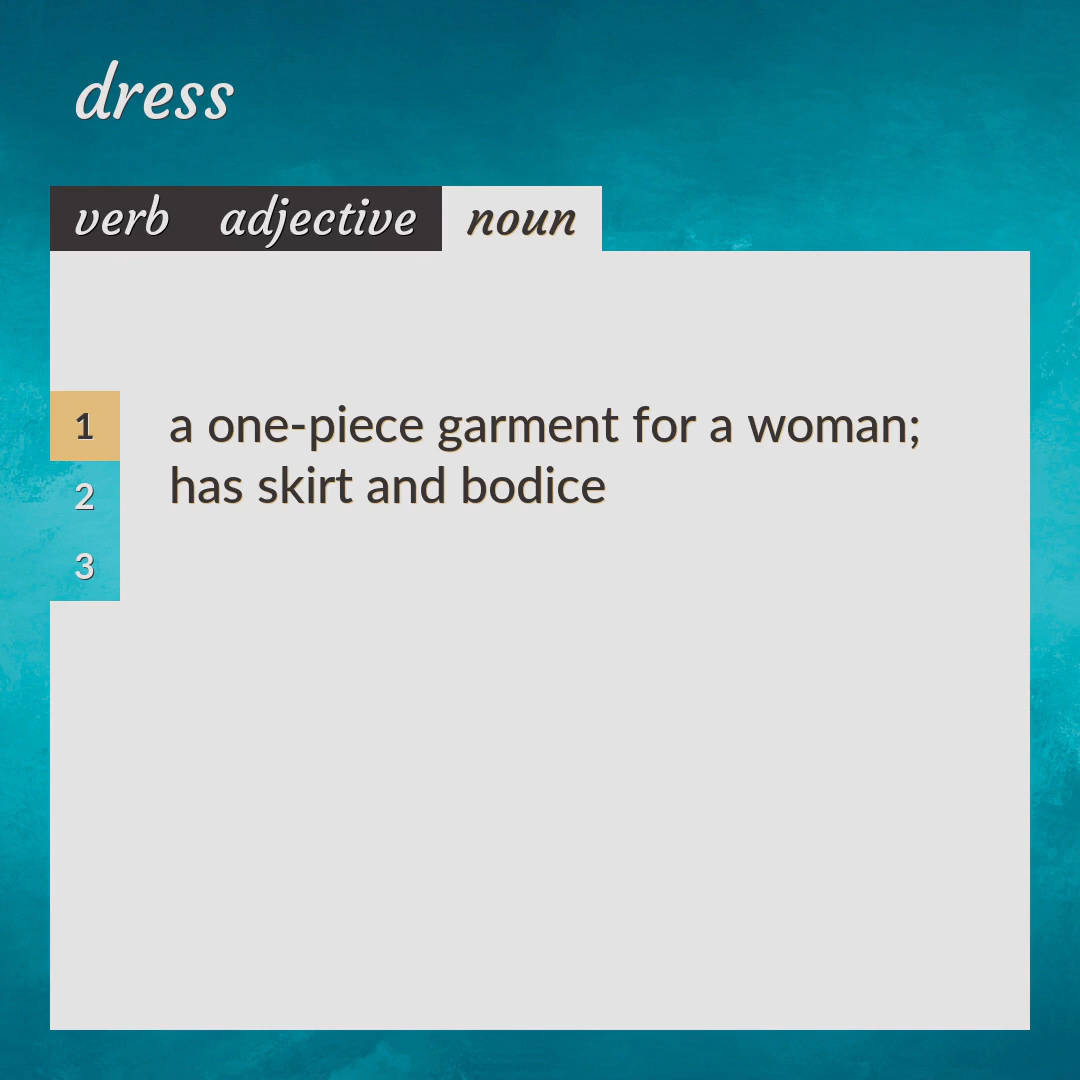 dress
verb adjective noun
1 a one-piece garment for a woman;
has skirt and bodice
2
3